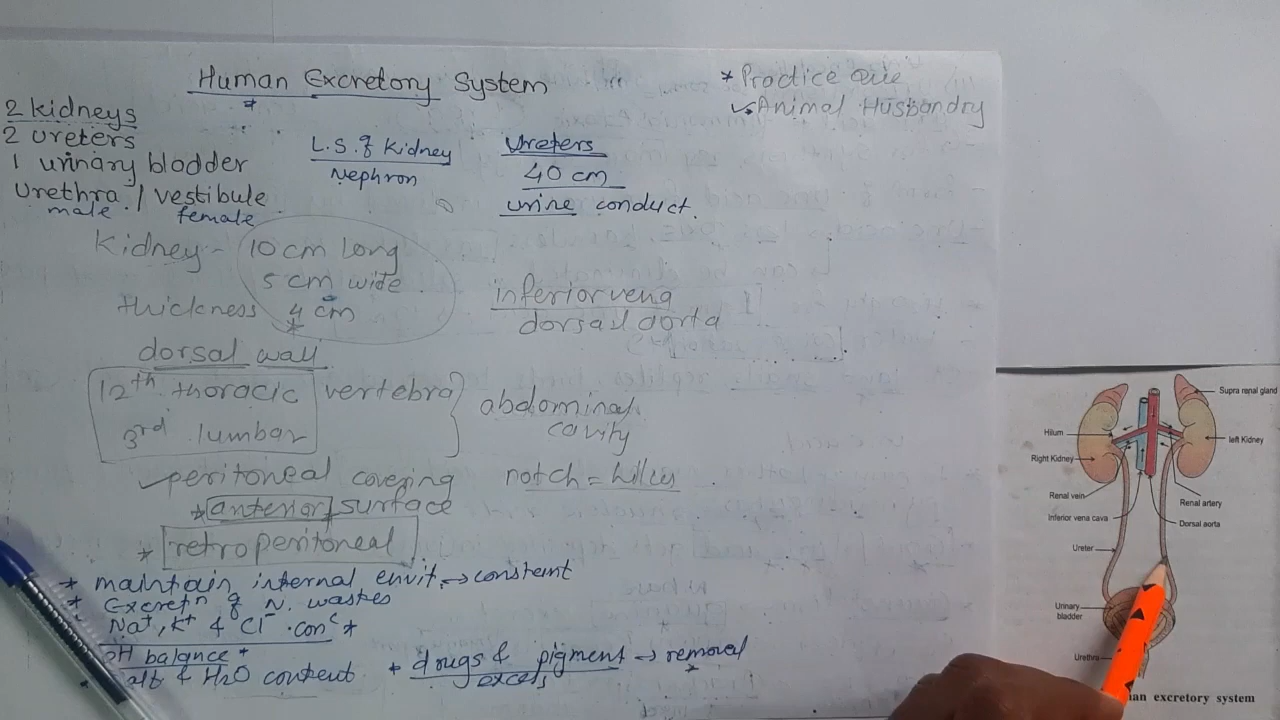 Human Excretory System
* Practice Que
Animal Husbandry
2 kidneys
2 ureters
1 urinary bladder
Urethra / vestibule
male female
L.S. of Kidney
Nephron
Ureters
40 cm
urine conduct.
Kidney - 10 cm long
5 cm wide
thickness 4 cm
*
inferior vena
dorsal aorta
dorsal wall
12th thoracic vertebra
3rd lumbar
abdominal
cavity
peritoneal covering
* anterior surface
notch = hilus
* retroperitoneal
* maintain internal envit. → constant
* Excretn of N. wastes
Na+, K+ & Cl- conc *
pH balance *
alt & H2O content
* drugs & pigment → removal
excess *
Supra renal gland
Hilum
left Kidney
Right Kidney
Renal vein
Renal artery
Inferior vena cava
Dorsal aorta
Ureter
Urinary
bladder
Urethra
an excretory system